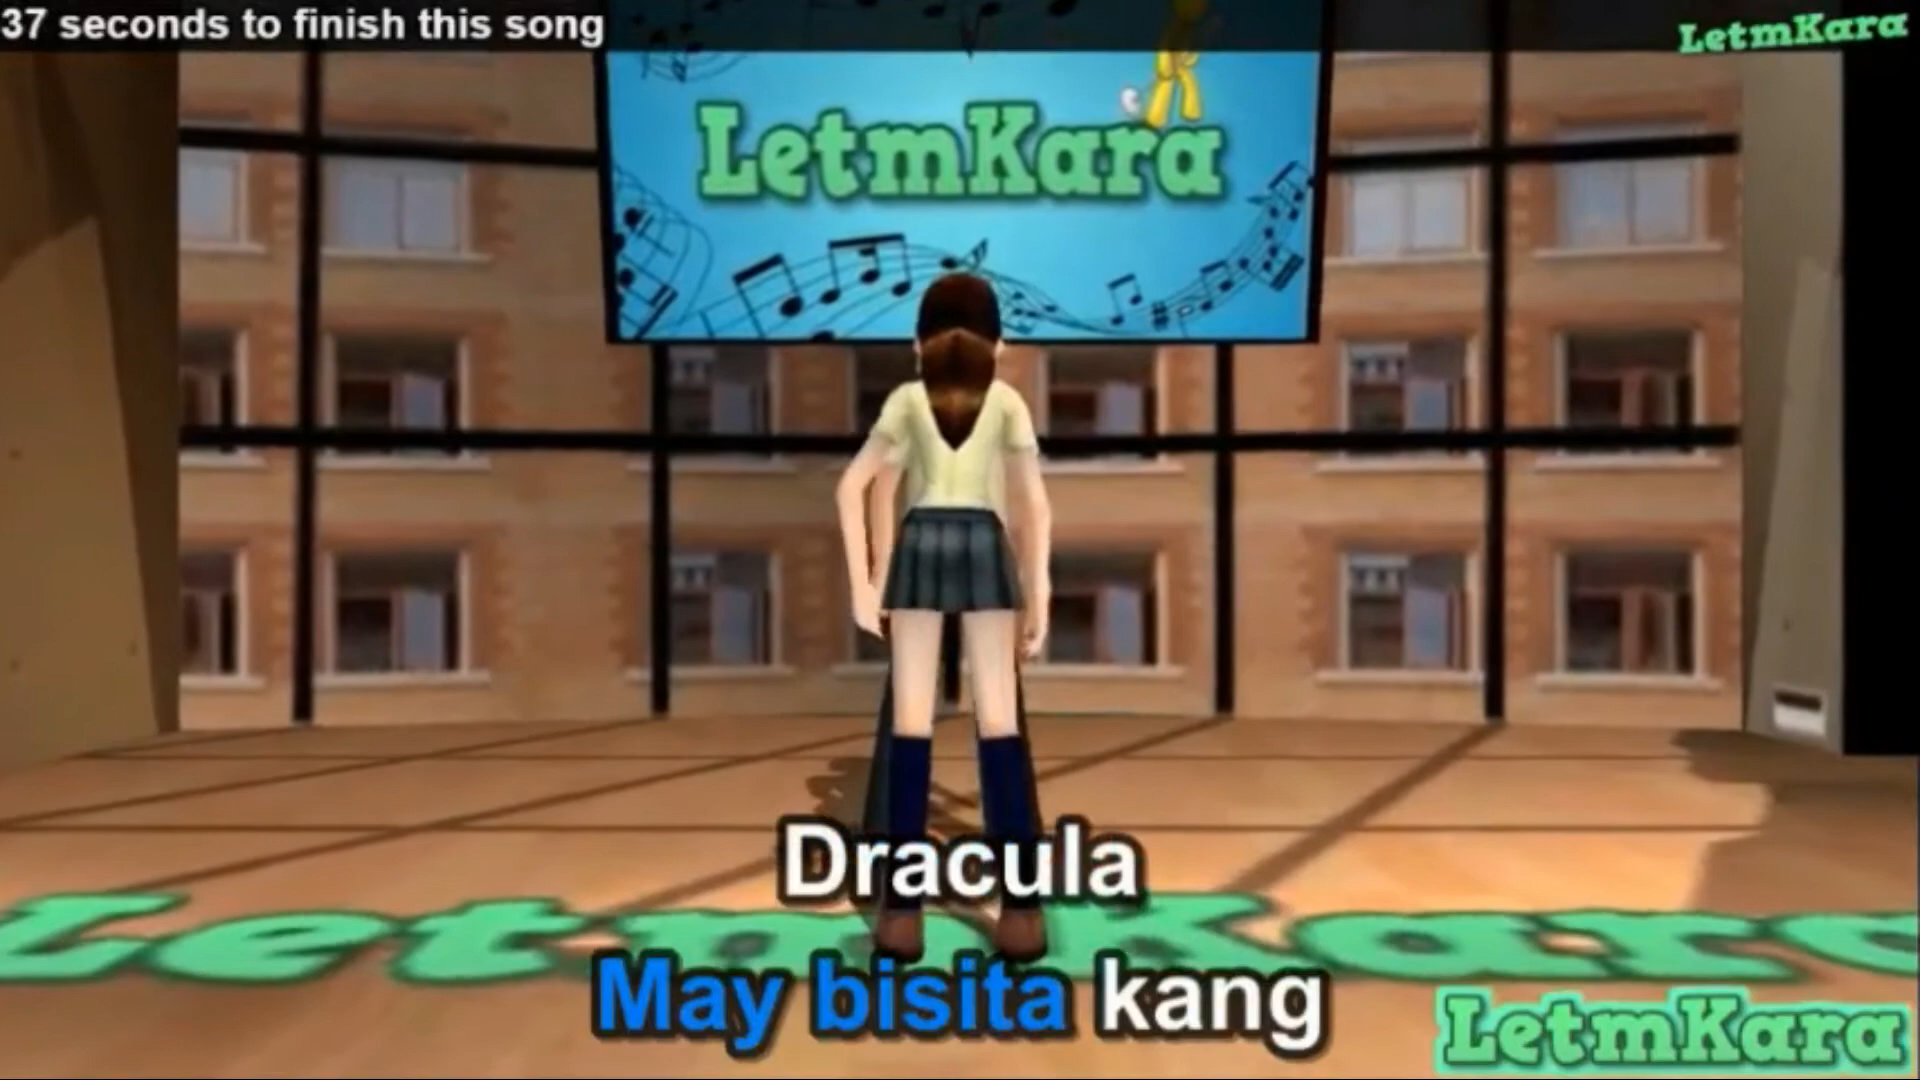 37 seconds to finish this song
LetmKara
LetmKara
Dracula
LetmKara
May bisita kang
LetmKara